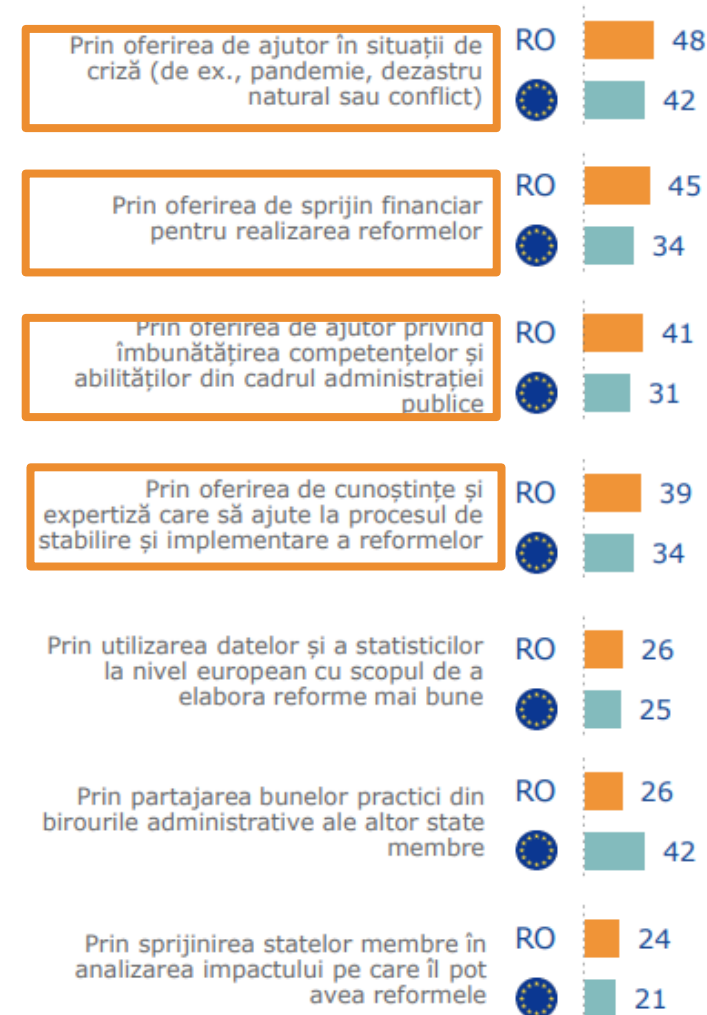 Prin oferirea de ajutor în situații de
criză (de ex., pandemie, dezastru
natural sau conflict)
RO 48
42
Prin oferirea de sprijin financiar
pentru realizarea reformelor
RO 45
34
Prin oferirea de ajutor privind
îmbunătățirea competențelor și
abilităților din cadrul administrației
publice
RO 41
31
Prin oferirea de cunoștințe și
expertiză care să ajute la procesul de
stabilire și implementare a reformelor
RO 39
34
Prin utilizarea datelor și a statisticilor
la nivel european cu scopul de a
elabora reforme mai bune
RO 26
25
Prin partajarea bunelor practici din
birourile administrative ale altor state
membre
RO 26
42
Prin sprijinirea statelor membre în
analizarea impactului pe care îl pot
avea reformele
RO 24
21